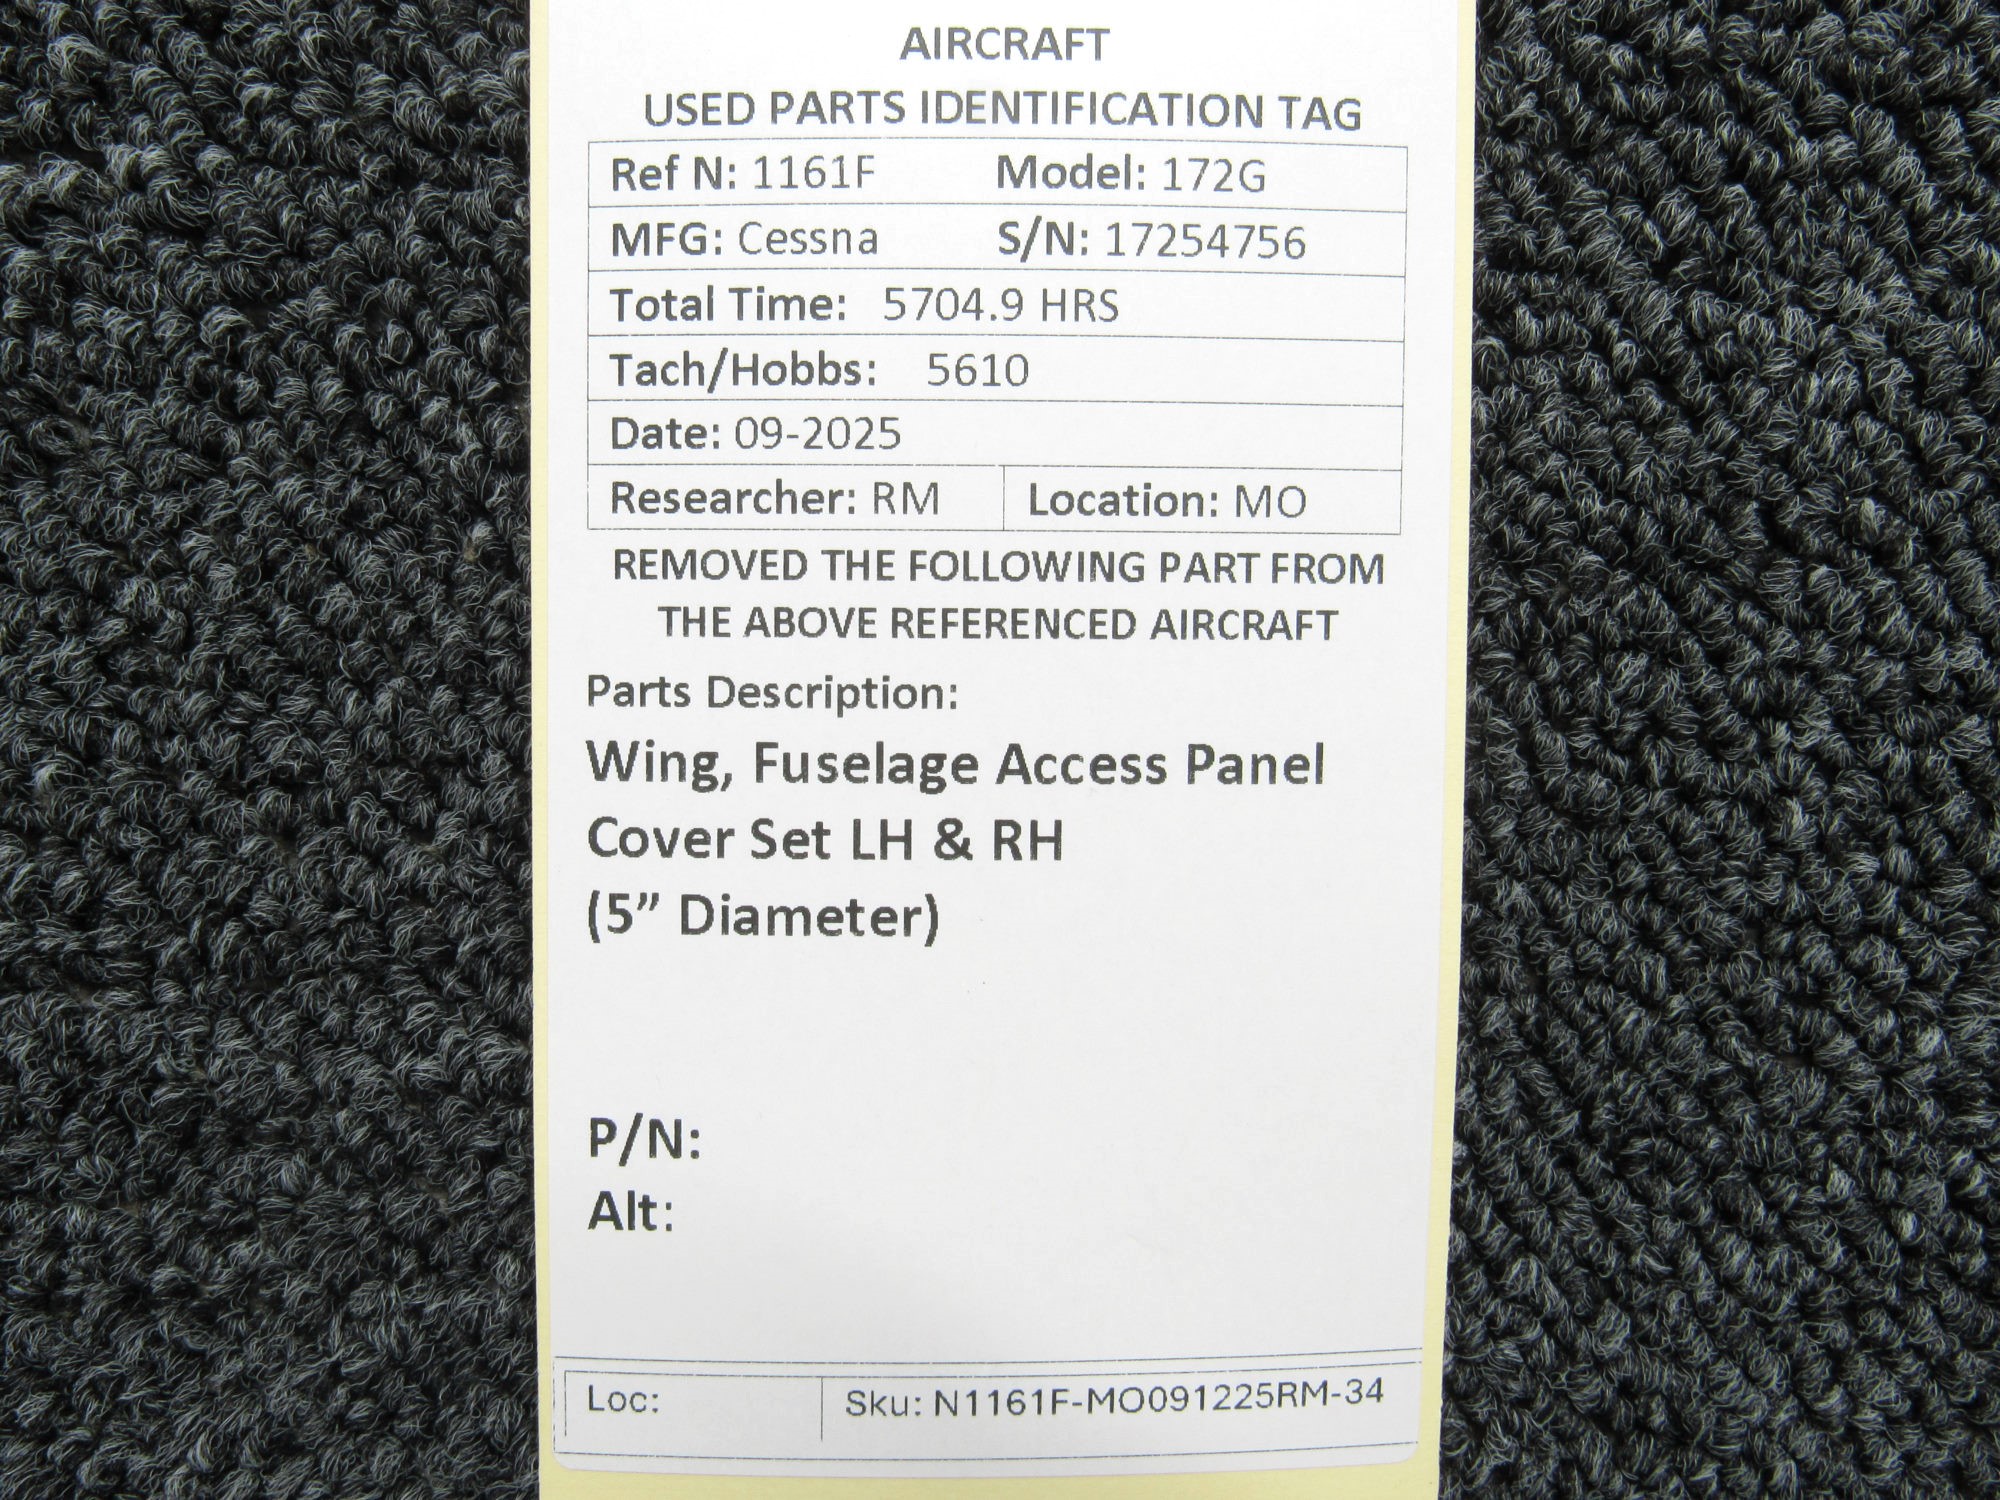 AIRCRAFT
USED PARTS IDENTIFICATION TAG
Ref N: 1161F Model: 172G
MFG: Cessna S/N: 17254756
Total Time: 5704.9 HRS
Tach/Hobbs: 5610
Date: 09-2025
Researcher: RM Location: MO
REMOVED THE FOLLOWING PART FROM
THE ABOVE REFERENCED AIRCRAFT
Parts Description:
Wing, Fuselage Access Panel
Cover Set LH & RH
(5” Diameter)
P/N:
Alt:
Loc: Sku: N1161F-MO091225RM-34